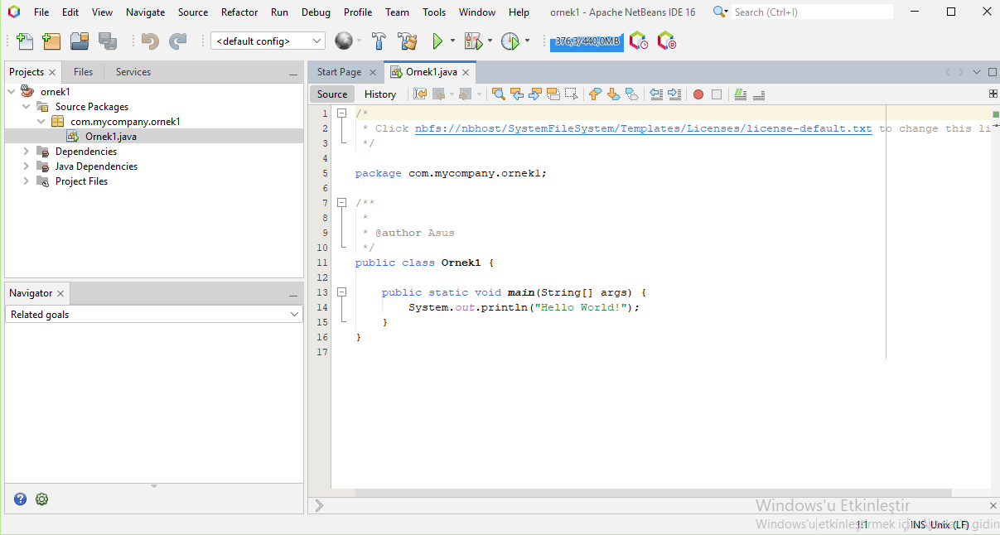 File Edit View Navigate Source Refactor Run Debug Profile Team Tools Window Help ornek1 - Apache NetBeans IDE 16 Search (Ctrl+I)
<default config> 376,3/440,0MB
Projects Files Services
ornek1
Source Packages
com.mycompany.ornek1
Ornek1.java
Dependencies
Java Dependencies
Project Files
Navigator
Related goals
Start Page Ornek1.java
Source History
1 /*
2 * Click nbfs://nbhost/SystemFileSystem/Templates/Licenses/license-default.txt to change this li
3 */
4
5 package com.mycompany.ornek1;
6
7 /**
8 *
9 * @author Asus
10 */
11 public class Ornek1 {
12
13 public static void main(String[] args) {
14 System.out.println("Hello World!");
15 }
16 }
17
Windows'u Etkinleştir
Windows'u etkinleştirmek için gidin
1:1 INS Unix (LF)